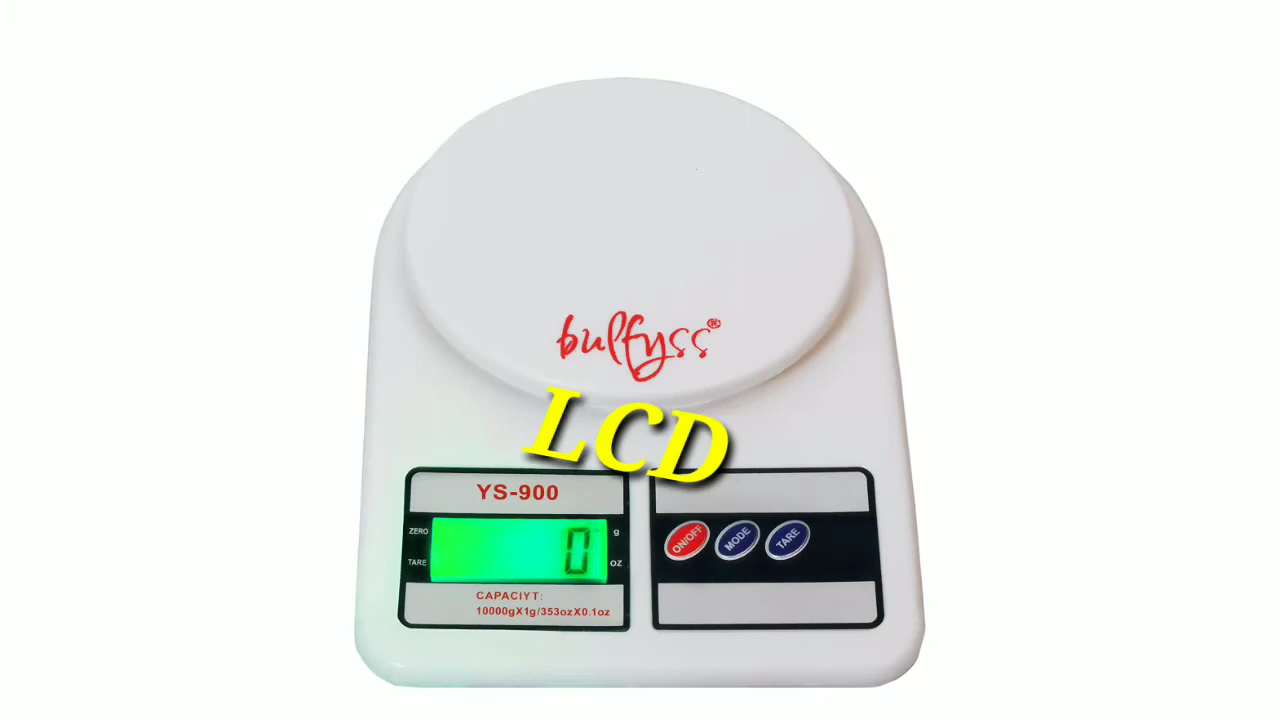 bulfyss®
LCD
YS-900
ZERO
g
TARE
OZ
CAPACIYT:
10000gX1g/353ozX0.1oz
ON/OFF
MODE
TARE
0